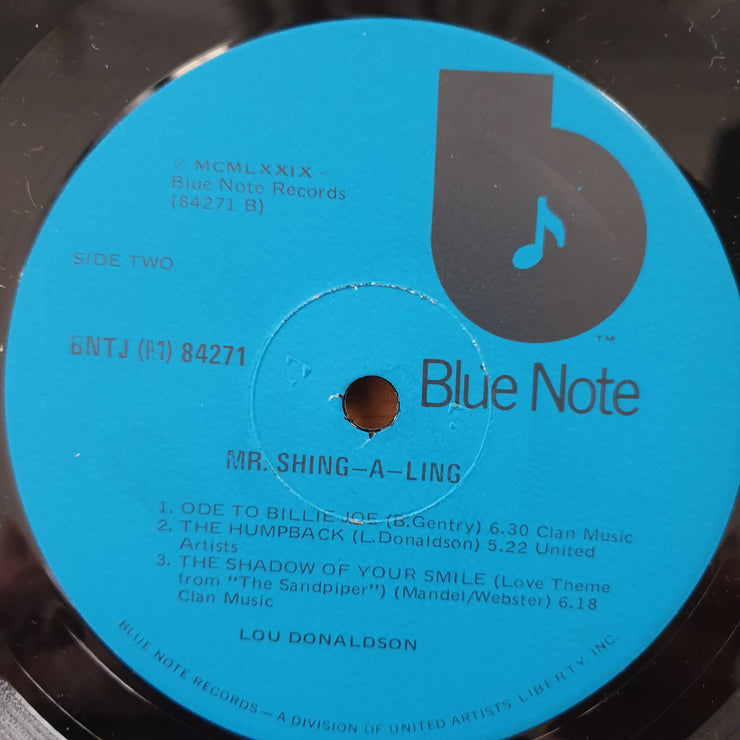 © MCMLXXIX -
Blue Note Records
(84271 B)
SIDE TWO
BNTJ (M) 84271
TM
Blue Note
MR. SHING-A-LING
1. ODE TO BILLIE JOE (B.Gentry) 6.30 Clan Music
2. THE HUMPBACK (L.Donaldson) 5.22 United
Artists
3. THE SHADOW OF YOUR SMILE (Love Theme
from "The Sandpiper") (Mandel/Webster) 6.18
Clan Music
LOU DONALDSON
BLUE NOTE RECORDS—A DIVISION OF UNITED ARTISTS LIBERTY, INC.